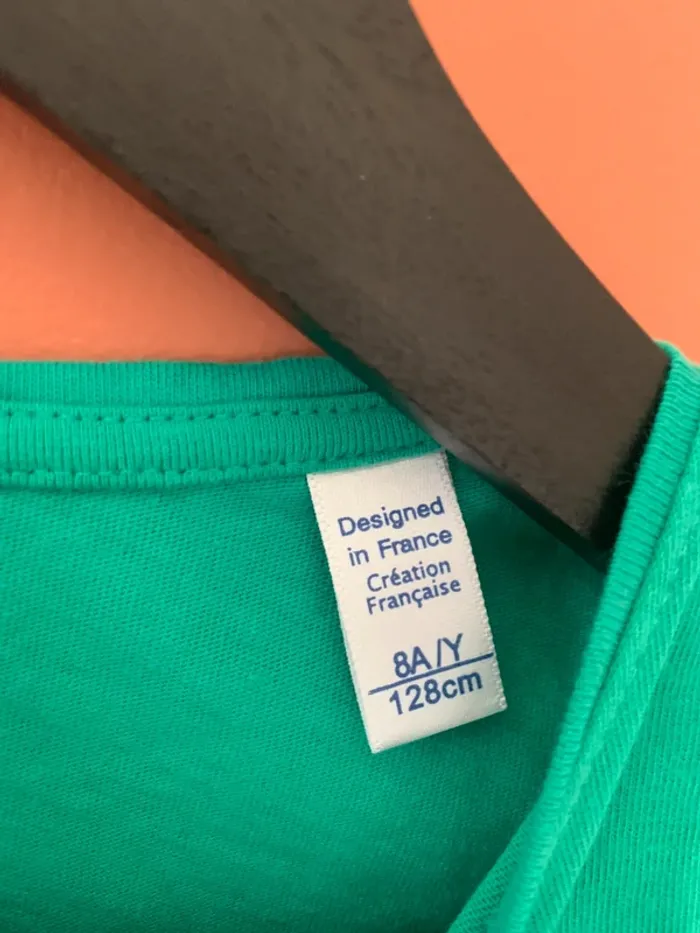 Designed
in France
Création
Française
8A/Y
128cm